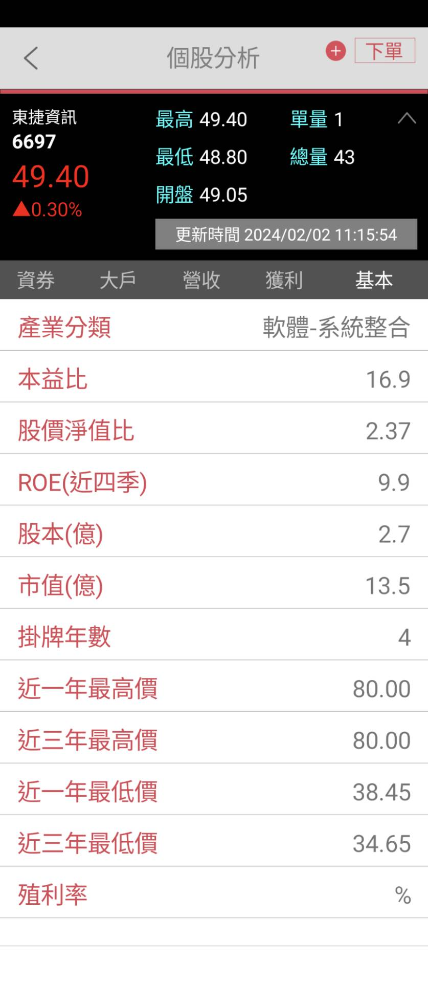 個股分析
下單
東捷資訊
6697
49.40
▲0.30%
最高 49.40
單量 1
最低 48.80
總量 43
開盤 49.05
更新時間 2024/02/02 11:15:54
資券 大戶 營收 獲利 基本
產業分類 軟體-系統整合
本益比 16.9
股價淨值比 2.37
ROE(近四季) 9.9
股本(億) 2.7
市值(億) 13.5
掛牌年數 4
近一年最高價 80.00
近三年最高價 80.00
近一年最低價 38.45
近三年最低價 34.65
殖利率 %